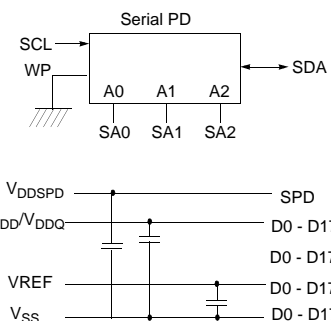 Serial PD
SCL
WP
SDA
A0 A1 A2
SA0 SA1 SA2
VDDSPD SPD
DD/VDDQ D0 - D17
D0 - D17
VREF D0 - D17
VSS D0 - D17